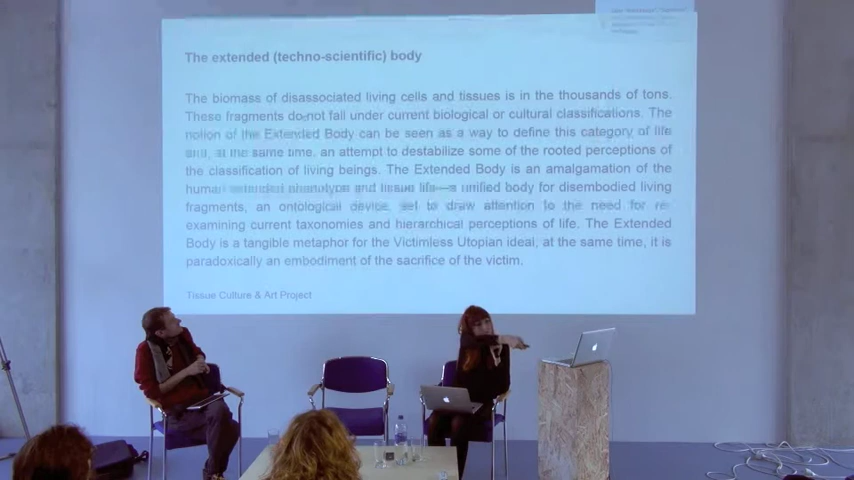 The extended (techno-scientific) body
The biomass of disassociated living cells and tissues is in the thousands of tons.
These fragments do not fall under current biological or cultural classifications. The
notion of the Extended Body can be seen as a way to define this category of life
and, at the same time, an attempt to destabilize some of the rooted perceptions of
the classification of living beings. The Extended Body is an amalgamation of the
human extended phenotype and tissue life—a unified body for disembodied living
fragments, an ontological device, set to draw attention to the need for re-
examining current taxonomies and hierarchical perceptions of life. The Extended
Body is a tangible metaphor for the Victimless Utopian ideal, at the same time, it is
paradoxically an embodiment of the sacrifice of the victim.
Tissue Culture & Art Project